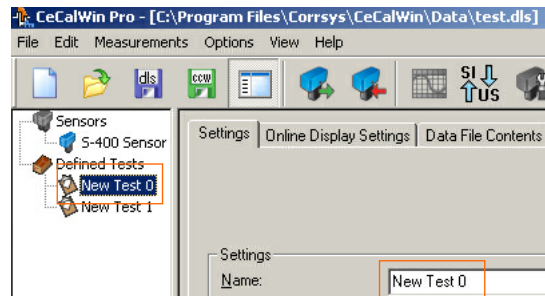 CeCalWin Pro - [C:\Program Files\Corrsys\CeCalWin\Data\test.dls]
File Edit Measurements Options View Help
dls ccw SI US
Sensors
S-400 Sensor
Defined Tests
New Test 0
New Test 1
Settings Online Display Settings Data File Contents
Settings
Name: New Test 0